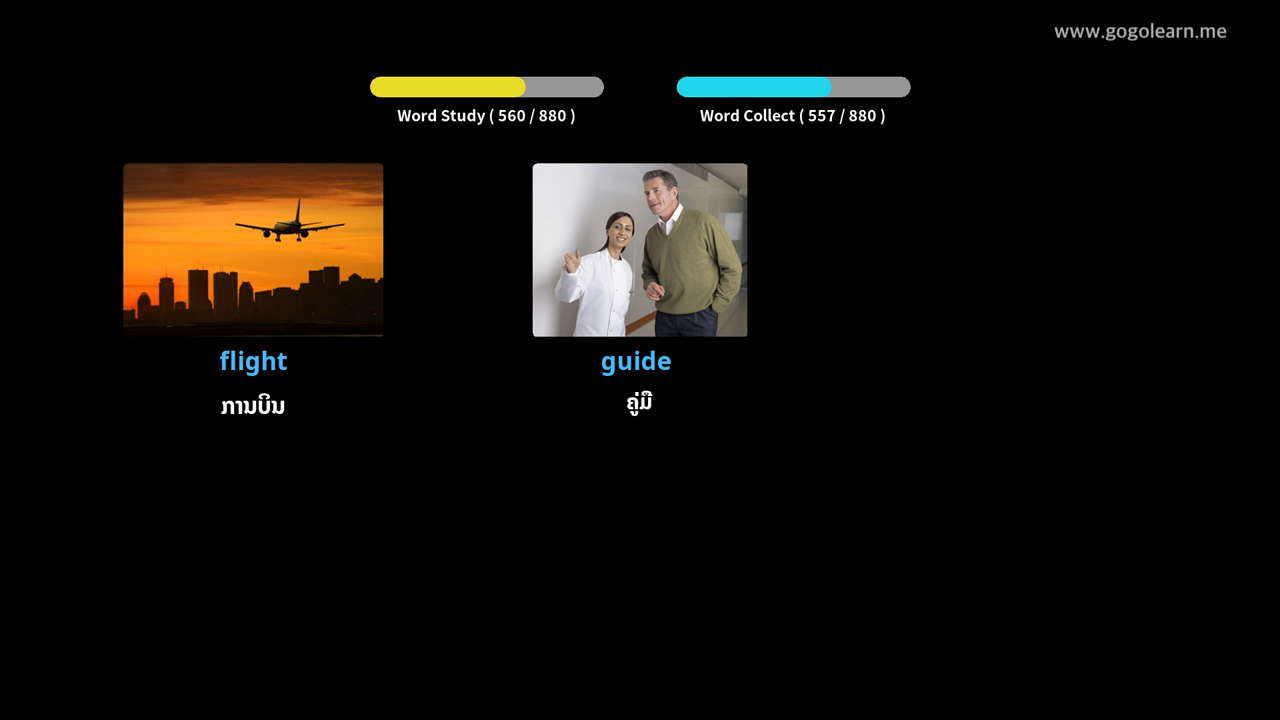 www.gogolearn.me
Word Study ( 560 / 880 )
Word Collect ( 557 / 880 )
flight
ການບິນ
guide
ຄູ່ມື